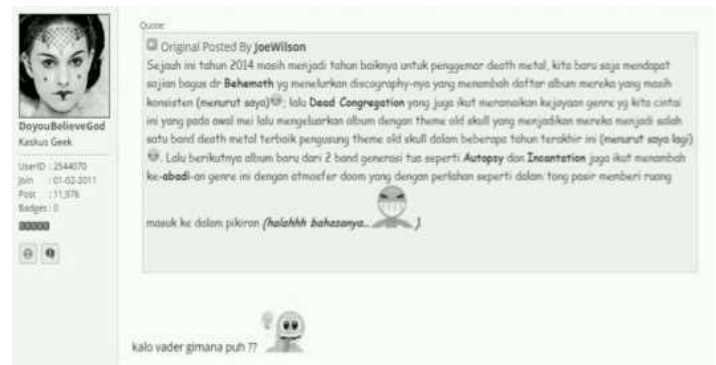 Quote:
Original Posted By JoeWilson
Sejauh ini tahun 2014 masih menjadi tahun baiknya untuk penggemar death metal, kita baru saja mendapat
sajian bagus dr Behemoth yg menelurkan discography-nya yang menambah daftar album mereka yang masih
konsisten (menurut saya); lalu Dead Congregation yang juga ikut meramaikan kejayaan genre yg kita cintai
ini yang pada awal mei lalu mengeluarkan album dengan theme old skull yang menjadikan mereka menjadi salah
satu band death metal terbaik pengusung theme old skull dalam beberapa tahun terakhir ini (menurut saya lagi)
. Lalu berikutnya album baru dari 2 band generasi tua seperti Autopsy dan Incantation juga ikut menambah
ke-abadi-an genre ini dengan atmosfer doom yang dengan perlahan seperti dalam tong pasir memberi ruang
masuk ke dalam pikiran (halahhh bahasanya.. )
DoyouBelieveGod
Kaskus Geek
UserID : 2544070
Join : 01-02-2011
Post : 11,976
Badges : 0
kalo vader gimana puh ??